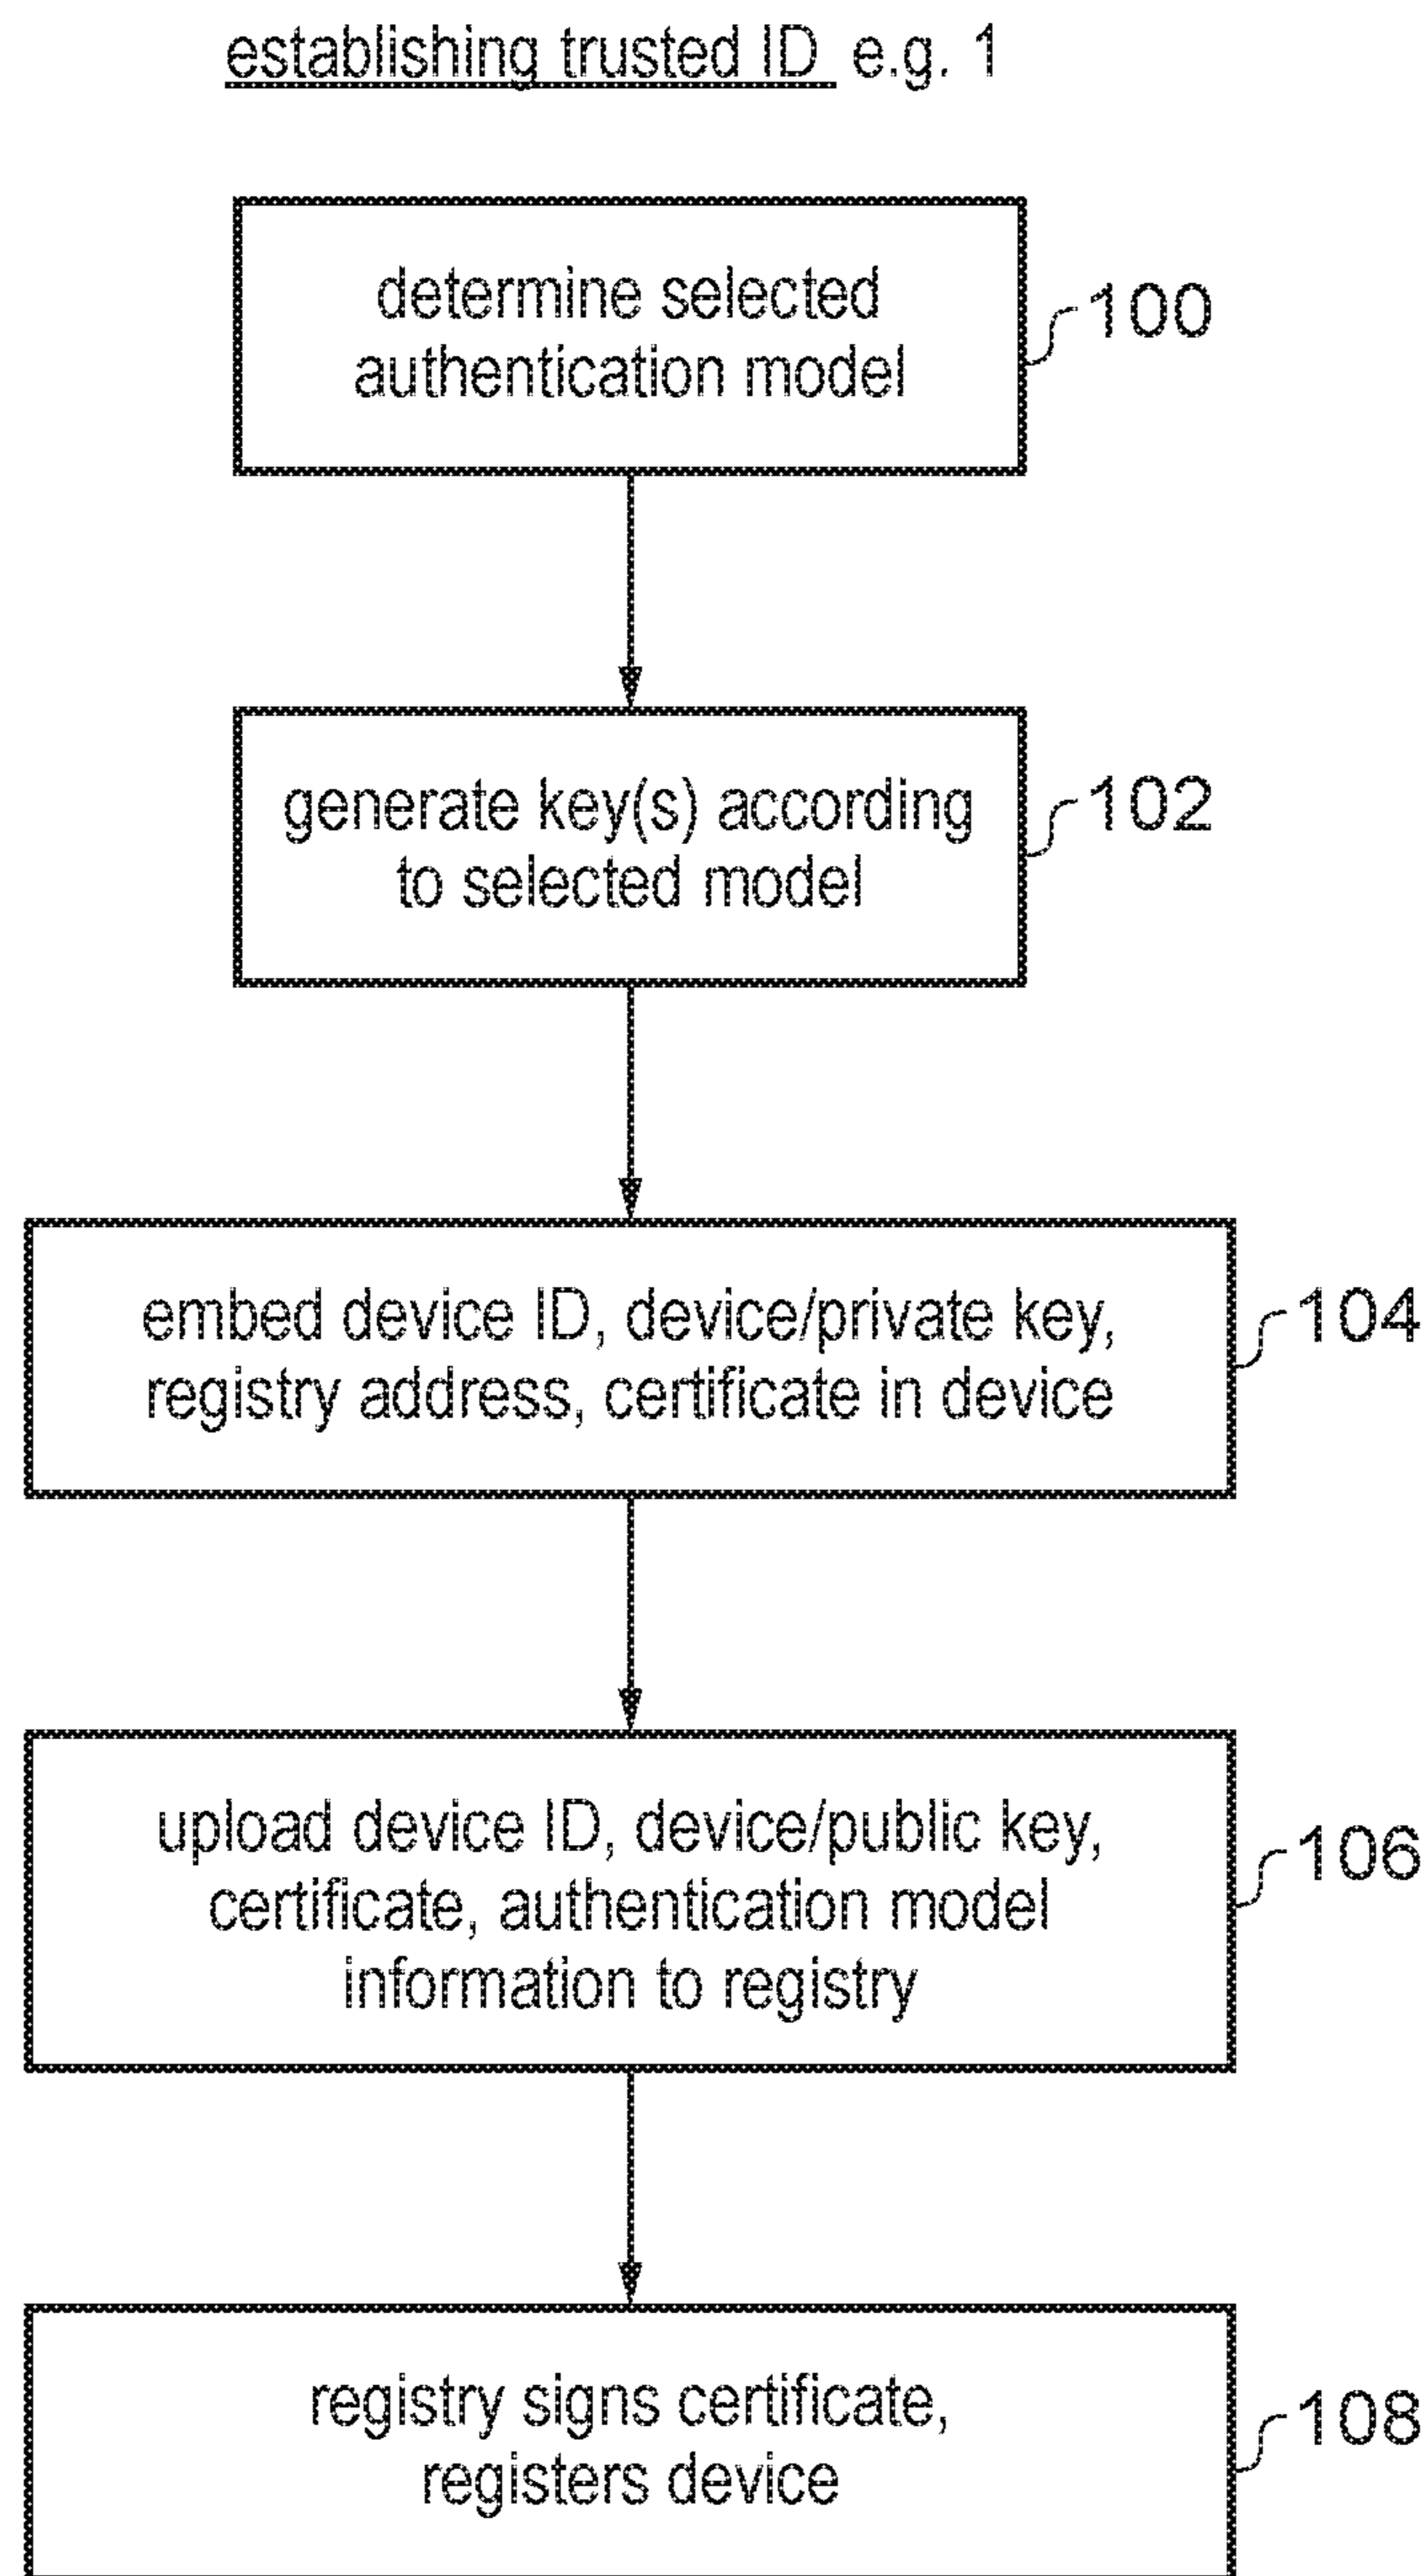 establishing trusted ID e.g. 1
determine selected
authentication model
100
generate key(s) according
to selected model
102
embed device ID, device/private key,
registry address, certificate in device
104
upload device ID, device/public key,
certificate, authentication model
information to registry
106
registry signs certificate,
registers device
108